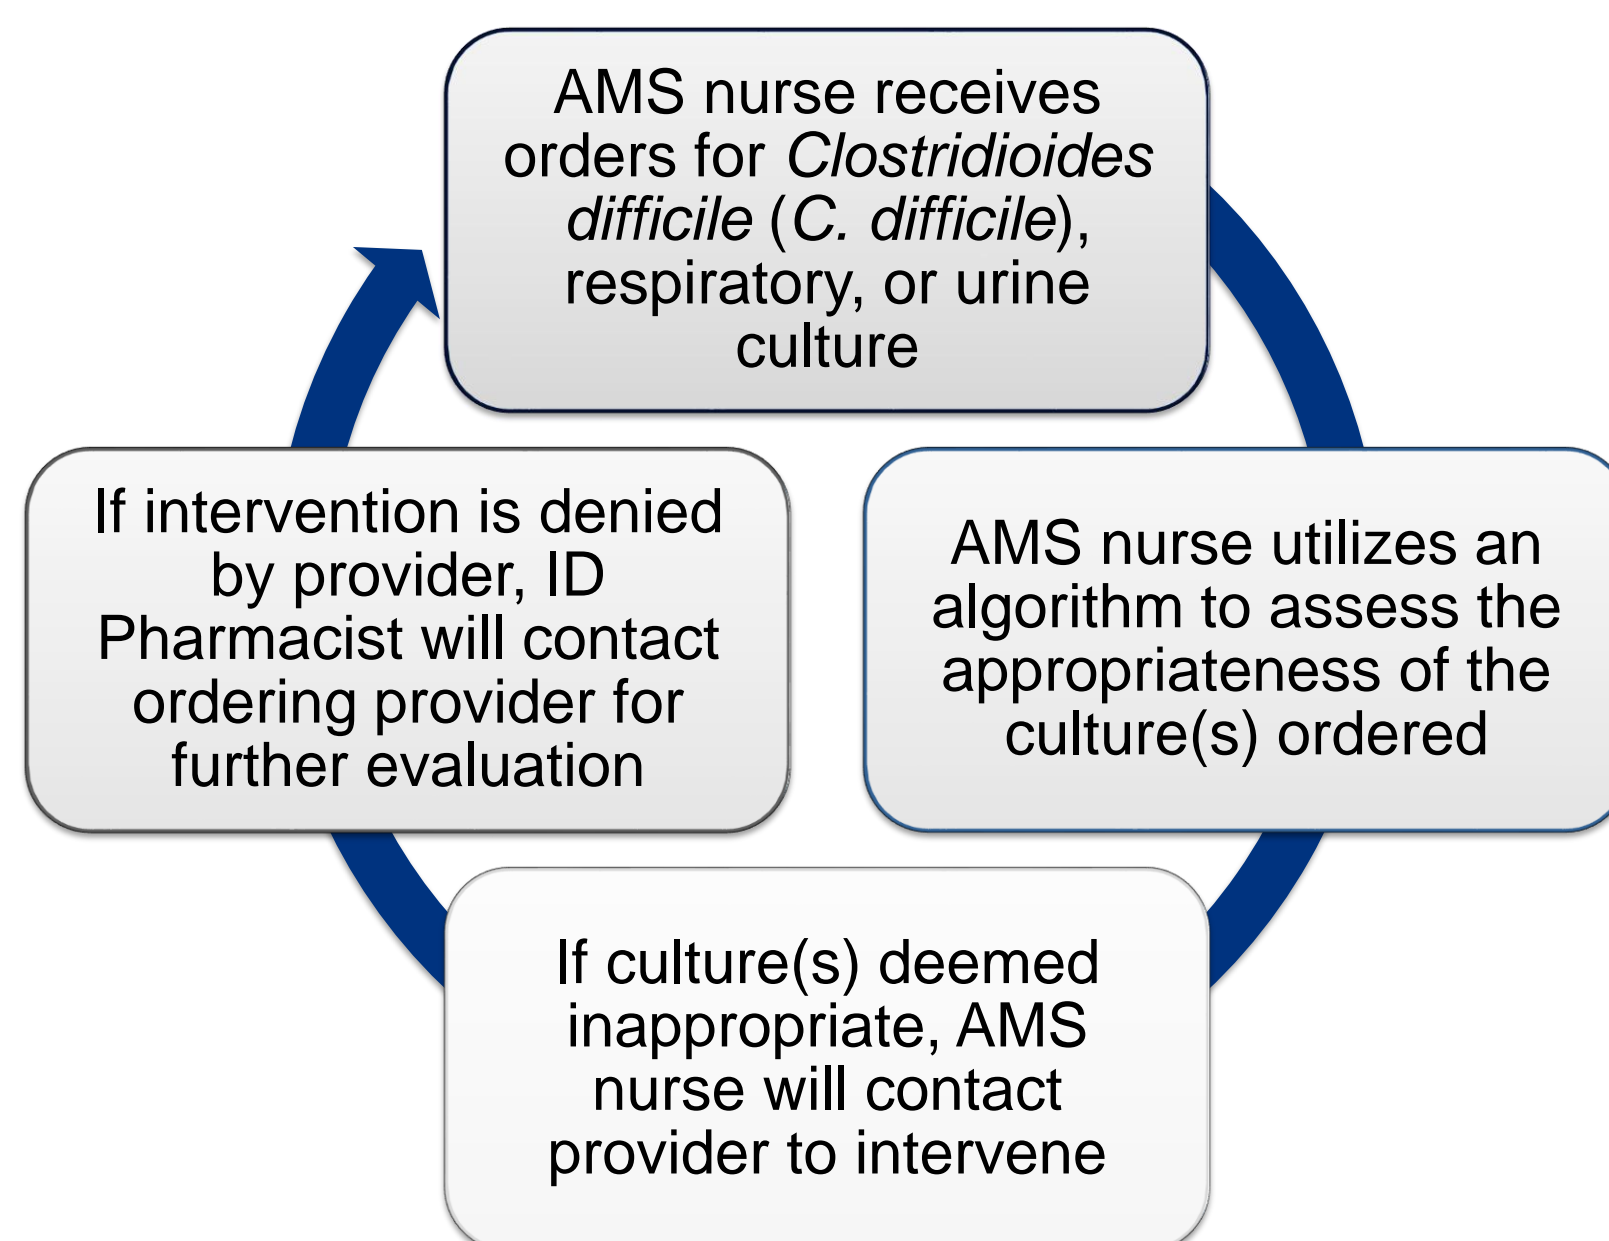 AMS nurse receives
orders for Clostridioides
difficile (C. difficile),
respiratory, or urine
culture
AMS nurse utilizes an
algorithm to assess the
appropriateness of the
culture(s) ordered
If culture(s) deemed
inappropriate, AMS
nurse will contact
provider to intervene
If intervention is denied
by provider, ID
Pharmacist will contact
ordering provider for
further evaluation